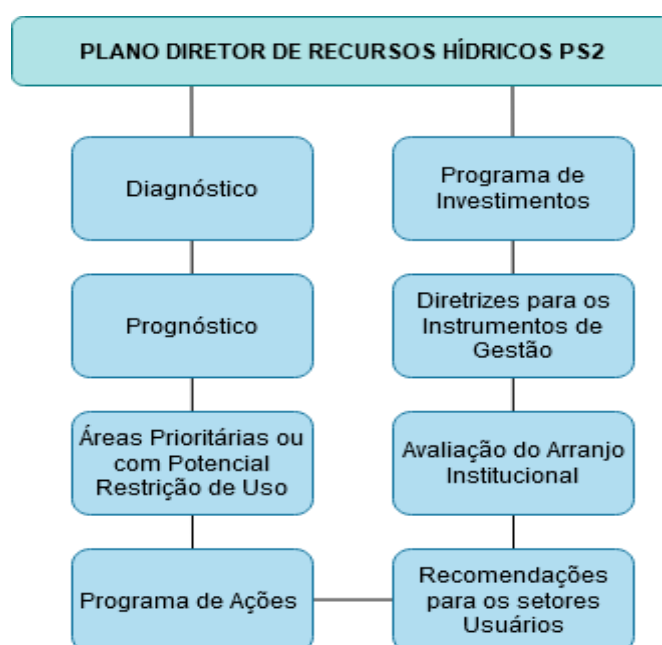 PLANO DIRETOR DE RECURSOS HÍDRICOS PS2
Diagnóstico
Prognóstico
Áreas Prioritárias ou
com Potencial
Restrição de Uso
Programa de Ações
Programa de
Investimentos
Diretrizes para os
Instrumentos de
Gestão
Avaliação do Arranjo
Institucional
Recomendações
para os setores
Usuários